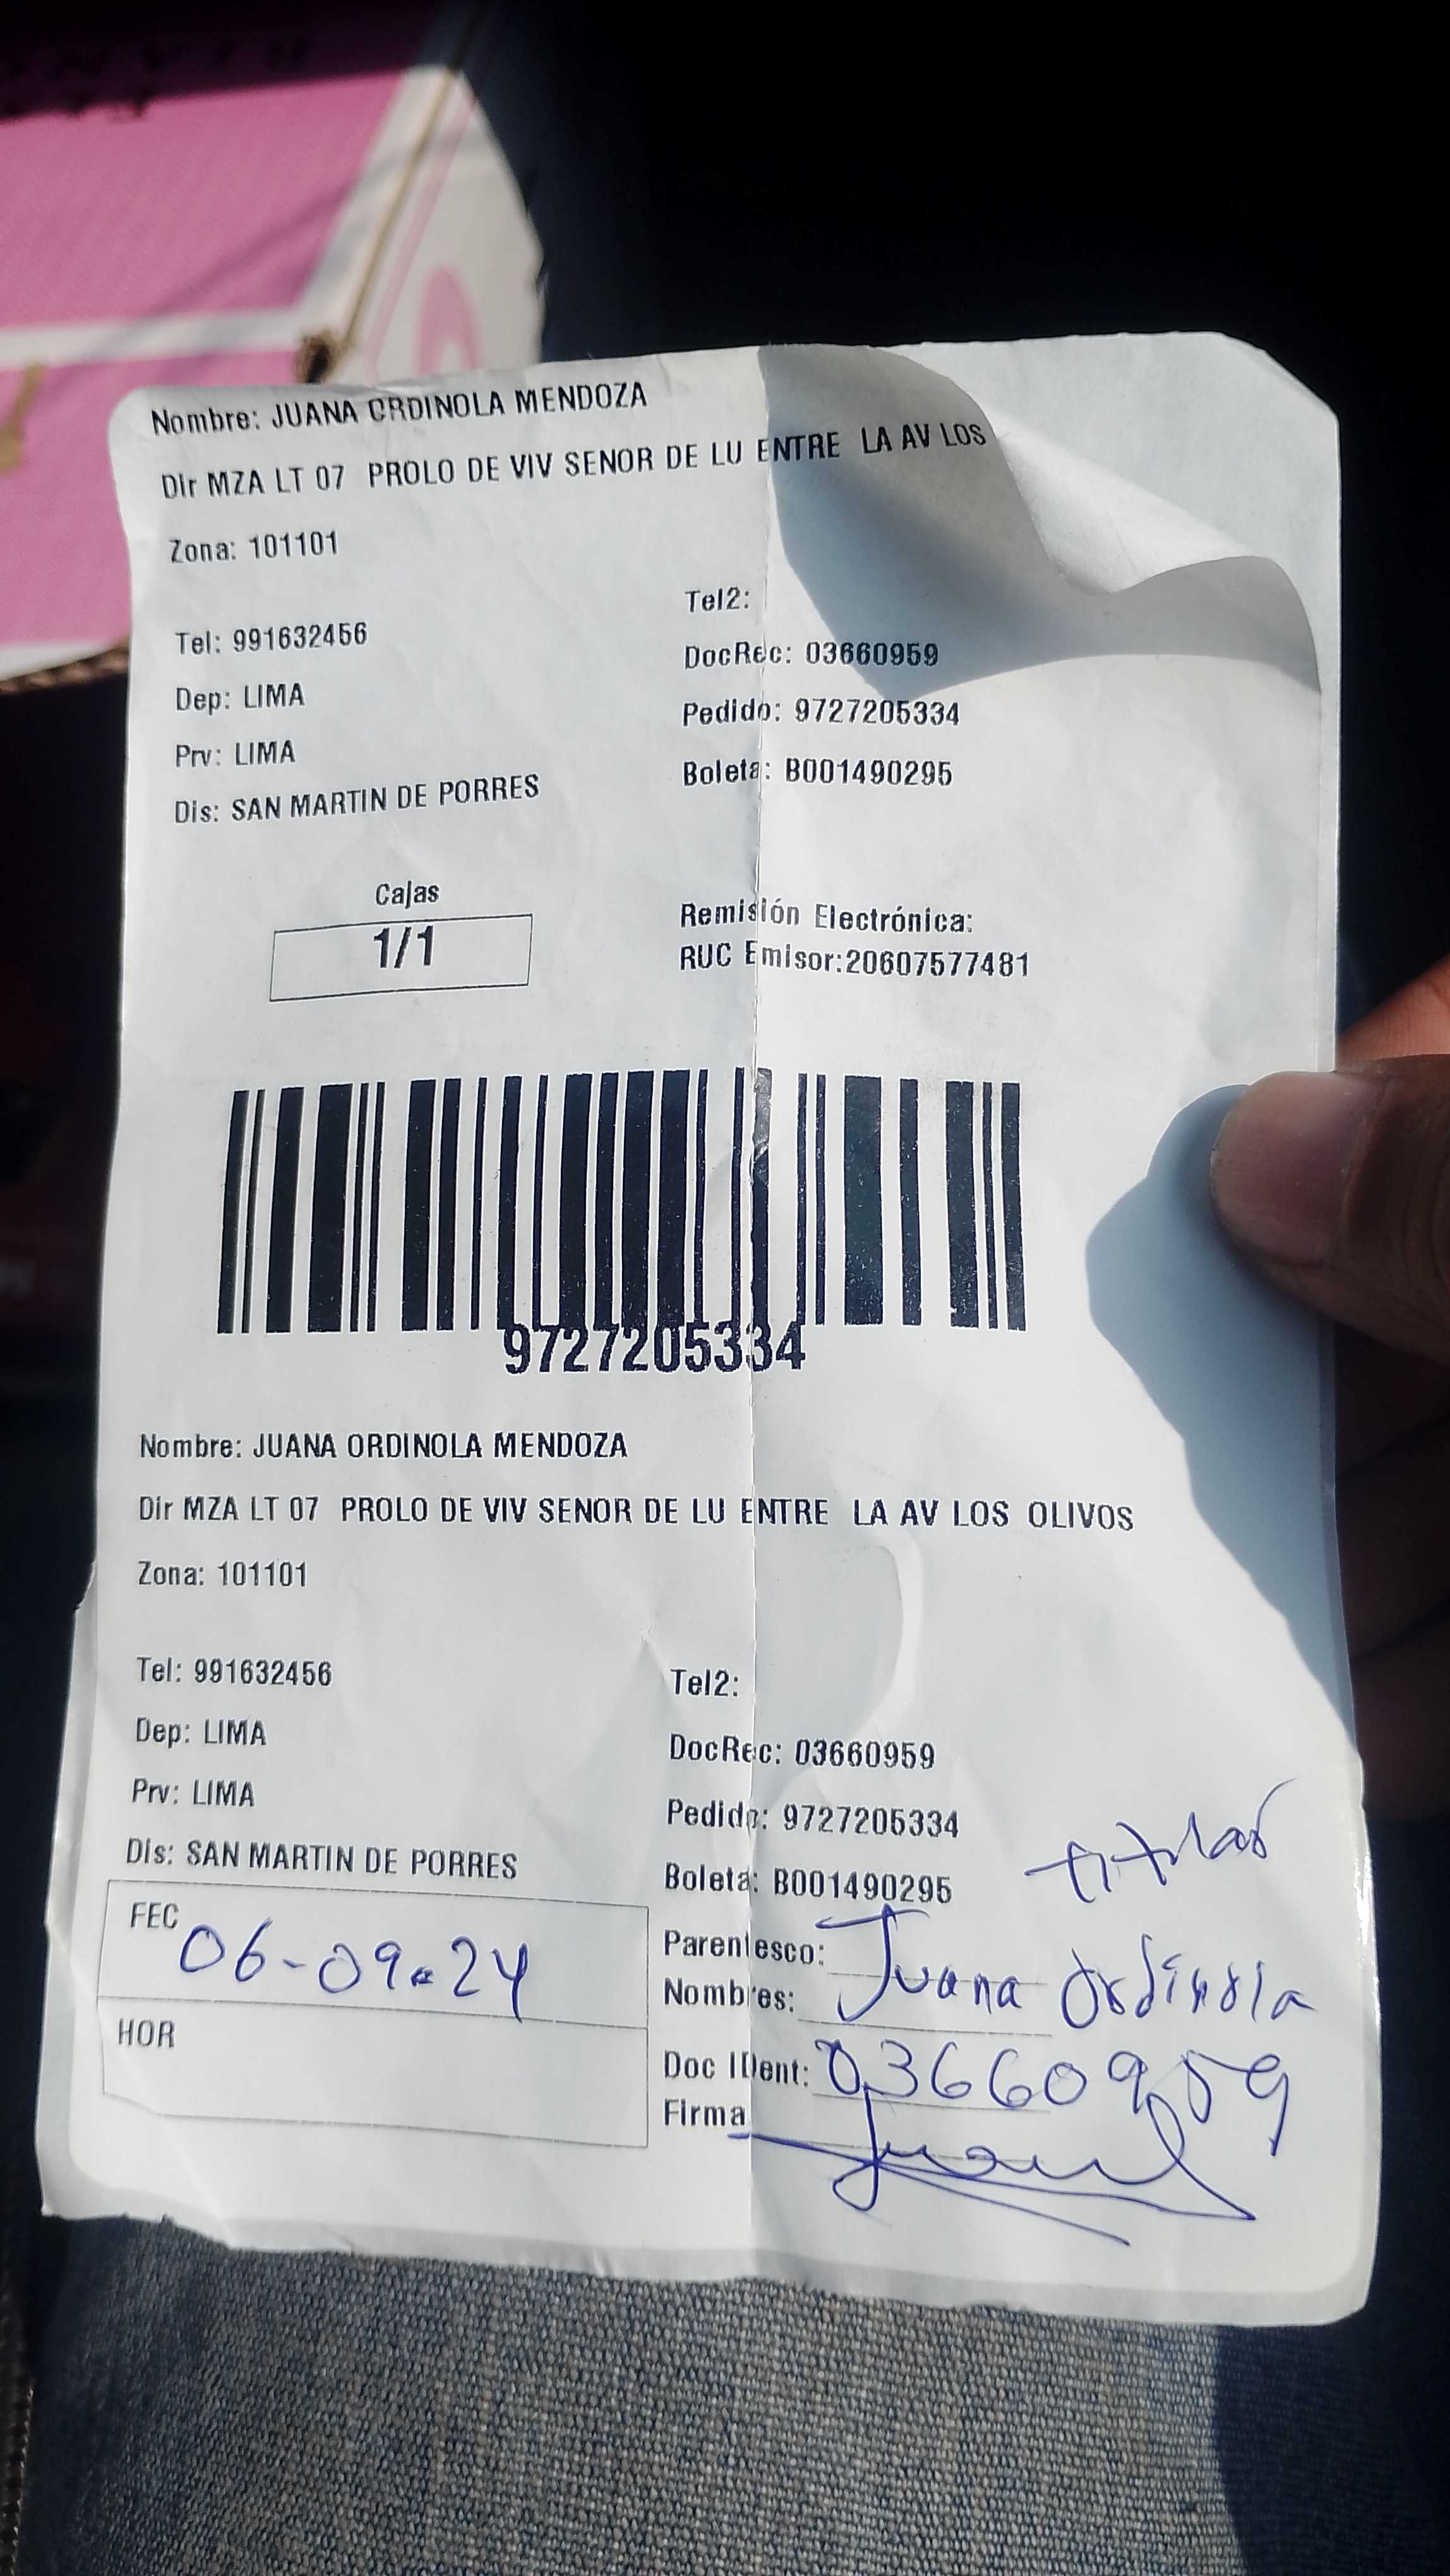 Nombre: JUANA ORDINOLA MENDOZA
Dir MZA LT 07 PROLO DE VIV SENOR DE LU ENTRE LA AV LOS
Zona: 101101
Tel2:
Tel: 991632456
DocRec: 03660959
Dep: LIMA
Pedido: 9727205334
Prv: LIMA
Boleta: B001490295
Dis: SAN MARTIN DE PORRES
Cajas
1/1
Remisión Electrónica:
RUC Emisor:20607577481
9727205334
Nombre: JUANA ORDINOLA MENDOZA
Dir MZA LT 07 PROLO DE VIV SENOR DE LU ENTRE LA AV LOS OLIVOS
Zona: 101101
Tel: 991632456
Tel2:
Dep: LIMA
DocRec: 03660959
Prv: LIMA
Pedido: 9727205334
titular
Dis: SAN MARTIN DE PORRES
Boleta: B001490295
FEC 06-09-24
Parentesco:
Nombres: Juana Ordinola
HOR
Doc IDent: 03660959
Firma